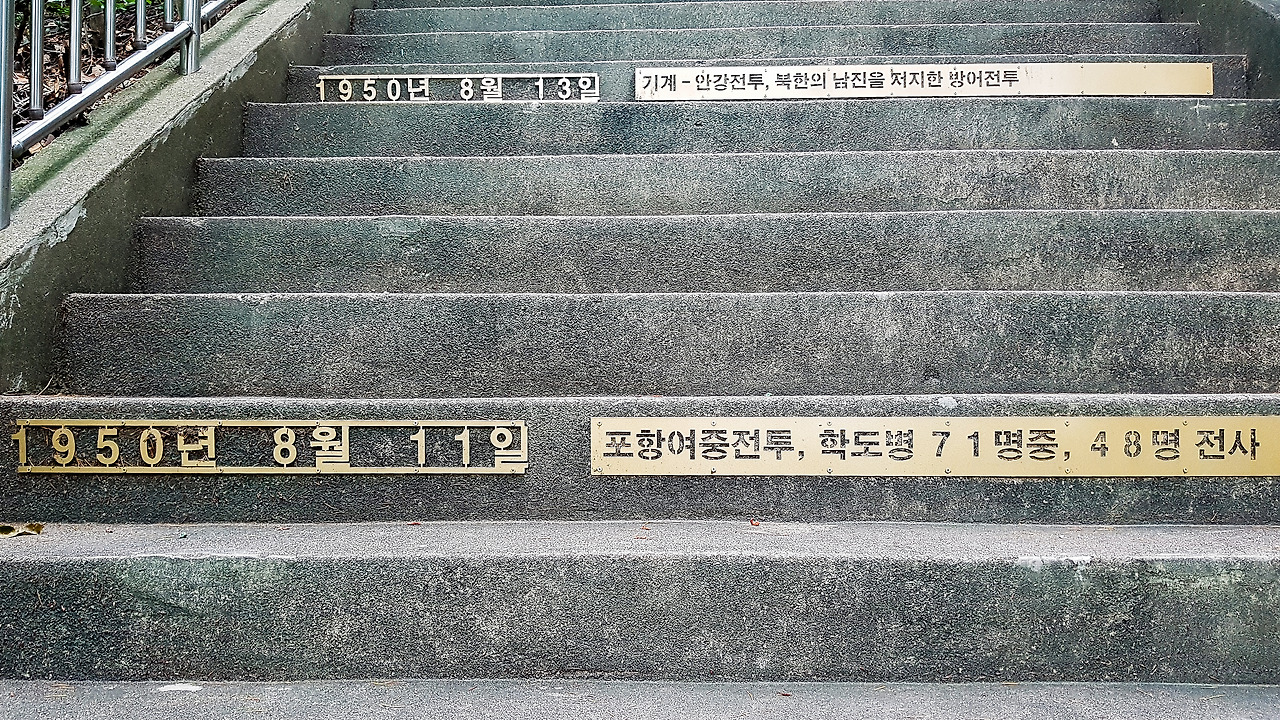 1950년 8월 13일 기계-안강전투, 북한의 남진을 저지한 방어전투
1950년 8월 11일 포항여중전투, 학도병 71명중, 48명 전사